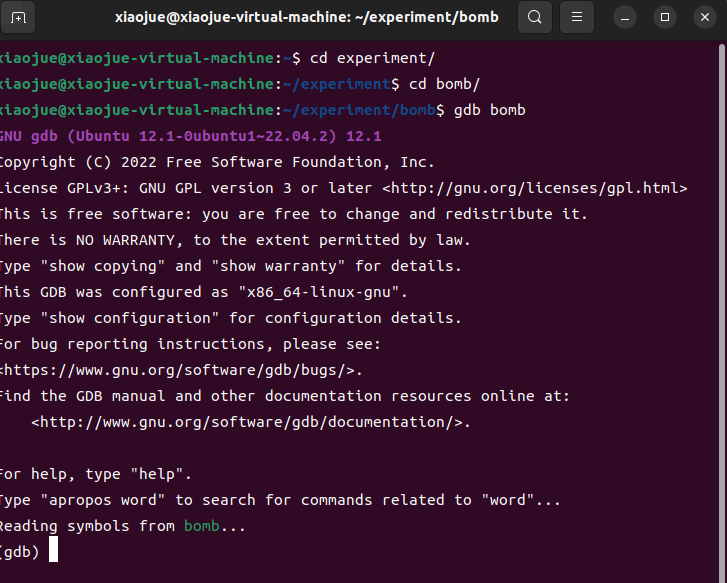 xiaojue@xiaojue-virtual-machine: ~/experiment/bomb
xiaojue@xiaojue-virtual-machine:~$ cd experiment/
xiaojue@xiaojue-virtual-machine:~/experiment$ cd bomb/
xiaojue@xiaojue-virtual-machine:~/experiment/bomb$ gdb bomb
GNU gdb (Ubuntu 12.1-0ubuntu1~22.04.2) 12.1
Copyright (C) 2022 Free Software Foundation, Inc.
License GPLv3+: GNU GPL version 3 or later <http://gnu.org/licenses/gpl.html>
This is free software: you are free to change and redistribute it.
There is NO WARRANTY, to the extent permitted by law.
Type "show copying" and "show warranty" for details.
This GDB was configured as "x86_64-linux-gnu".
Type "show configuration" for configuration details.
For bug reporting instructions, please see:
<https://www.gnu.org/software/gdb/bugs/>.
Find the GDB manual and other documentation resources online at:
    <http://www.gnu.org/software/gdb/documentation/>.
For help, type "help".
Type "apropos word" to search for commands related to "word"...
Reading symbols from bomb...
(gdb)